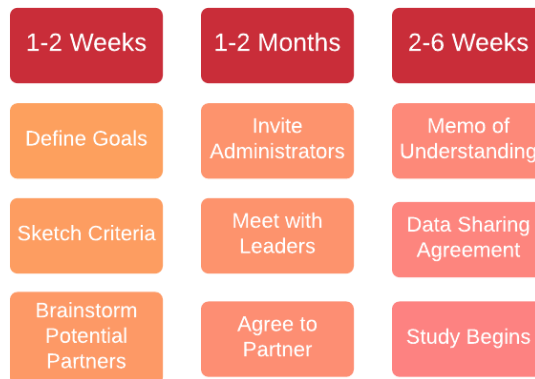 1-2 Weeks
Define Goals
Sketch Criteria
Brainstorm
Potential
Partners
1-2 Months
Invite
Administrators
Meet with
Leaders
Agree to
Partner
2-6 Weeks
Memo of
Understanding
Data Sharing
Agreement
Study Begins